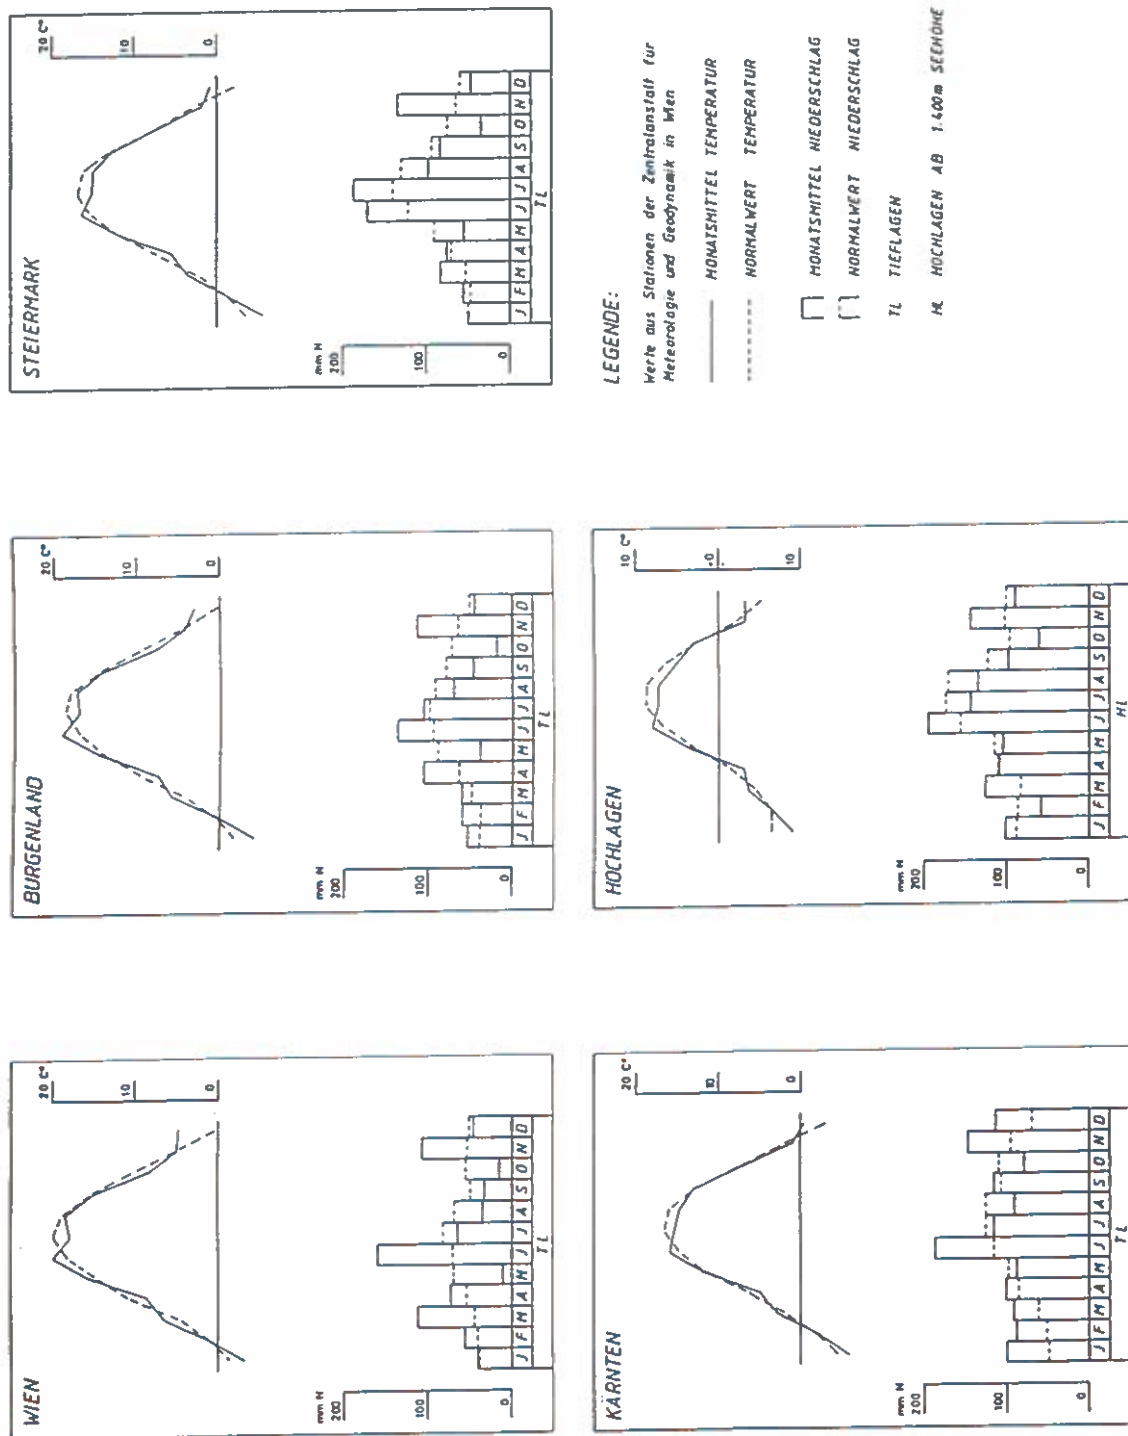 WIEN
20 C°
10
0
mm N
200
100
0
J F M A M J J A S O N D
TL
BURGENLAND
20 C°
10
0
mm N
200
100
0
J F M A M J J A S O N D
TL
STEIERMARK
20 C°
10
0
mm N
200
100
0
J F M A M J J A S O N D
TL
KÄRNTEN
20 C°
10
0
mm N
200
100
0
J F M A M J J A S O N D
TL
HOCHLAGEN
10 C°
0
10
mm N
200
100
0
J F M A M J J A S O N D
HL
LEGENDE:
Werte aus Stationen der Zentralanstalt für
Meteorologie und Geodynamik in Wien
MONATSMITTEL TEMPERATUR
NORMALWERT TEMPERATUR
MONATSMITTEL NIEDERSCHLAG
NORMALWERT NIEDERSCHLAG
TL TIEFLAGEN
HL HOCHLAGEN AB 1.400m SEEHÖHE